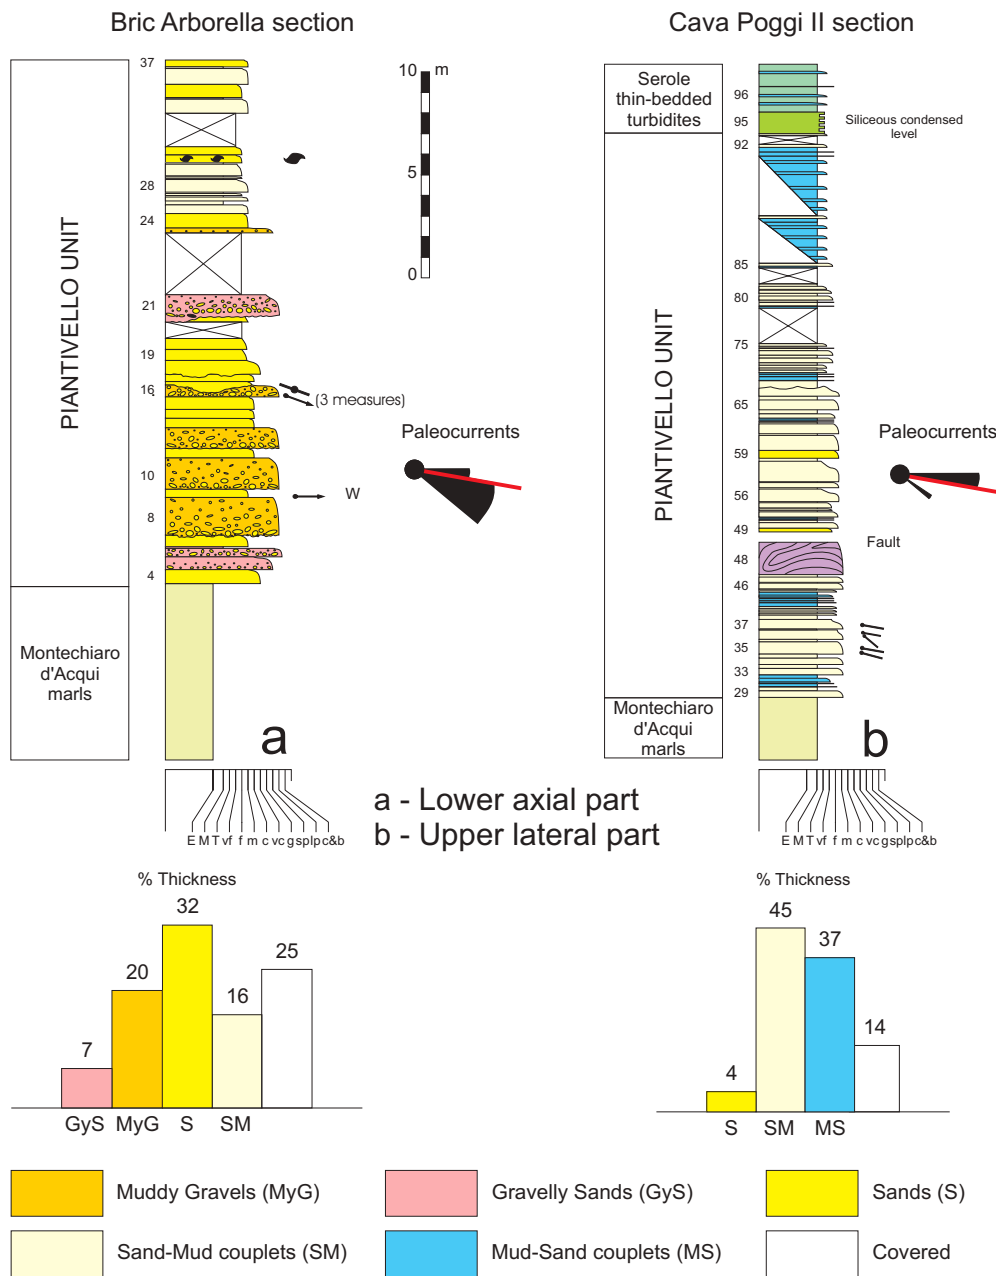 Bric Arborella section
Cava Poggi II section
PIANTIVELLO UNIT
Montechiaro
d'Acqui
marls
37
28
24
21
19
16
10
8
4
(3 measures)
W
10 m
5
0
Paleocurrents
a
E M T vf f m c vc g splpc&b
Serole
thin-bedded
turbidites
PIANTIVELLO UNIT
Montechiaro
d'Acqui
marls
96
95
92
85
80
75
65
59
56
49
48
46
37
35
33
29
Siliceous condensed
level
Paleocurrents
Fault
b
E M T vf f m c vc g splpc&b
a - Lower axial part
b - Upper lateral part
% Thickness
7
20
32
16
25
GyS MyG S SM
% Thickness
4
45
37
14
S SM MS
Muddy Gravels (MyG)
Gravelly Sands (GyS)
Sands (S)
Sand-Mud couplets (SM)
Mud-Sand couplets (MS)
Covered